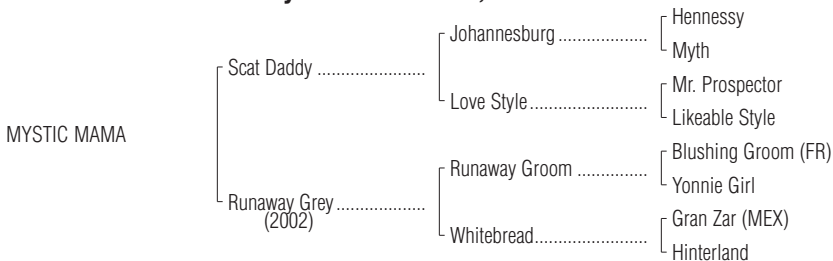 Hennessy
Johannesburg .....................
Myth
Scat Daddy .......................
Mr. Prospector
Love Style............................
Likeable Style
MYSTIC MAMA
Blushing Groom (FR)
Runaway Groom .................
Yonnie Girl
Runaway Grey.....................
(2002)
Gran Zar (MEX)
Whitebread...........................
Hinterland